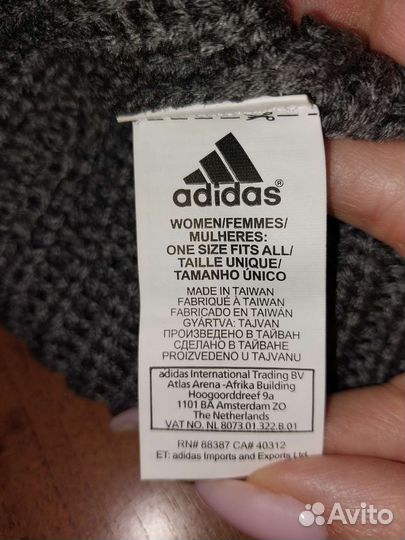 adidas®
WOMEN/FEMMES/
MULHERES:
ONE SIZE FITS ALL/
TAILLE UNIQUE/
TAMANHO ÚNICO
MADE IN TAIWAN
FABRIQUÉ À TAIWAN
FABRICADO EN TAIWÁN
GYÁRTVA: TAJVAN
ПРОИЗВЕДЕНО В ТАЙВАН
СДЕЛАНО В ТАЙВАНЕ
PROIZVEDENO U TAJVANU
adidas International Trading BV
Atlas Arena -Afrika Building
Hoogoorddreef 9a
1101 BA Amsterdam ZO
The Netherlands
VAT NO. NL 8073.01.322.B.01
RN# 88387 CA# 40312
ET: adidas Imports and Exports Ltd.
Avito